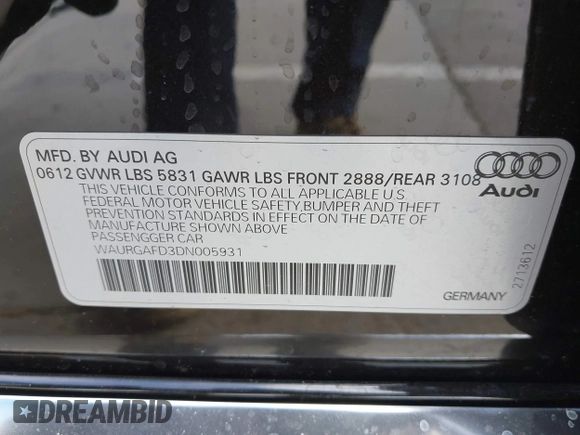 MFD. BY AUDI AG
0612 GVWR LBS 5831 GAWR LBS FRONT 2888/REAR 3108
THIS VEHICLE CONFORMS TO ALL APPLICABLE U.S.
FEDERAL MOTOR VEHICLE SAFETY,BUMPER AND THEFT
PREVENTION STANDARDS IN EFFECT ON THE DATE OF
MANUFACTURE SHOWN ABOVE
PASSENGGER CAR
WAURGAFD3DN005931
Audi
2713612
GERMANY
DREAMBID